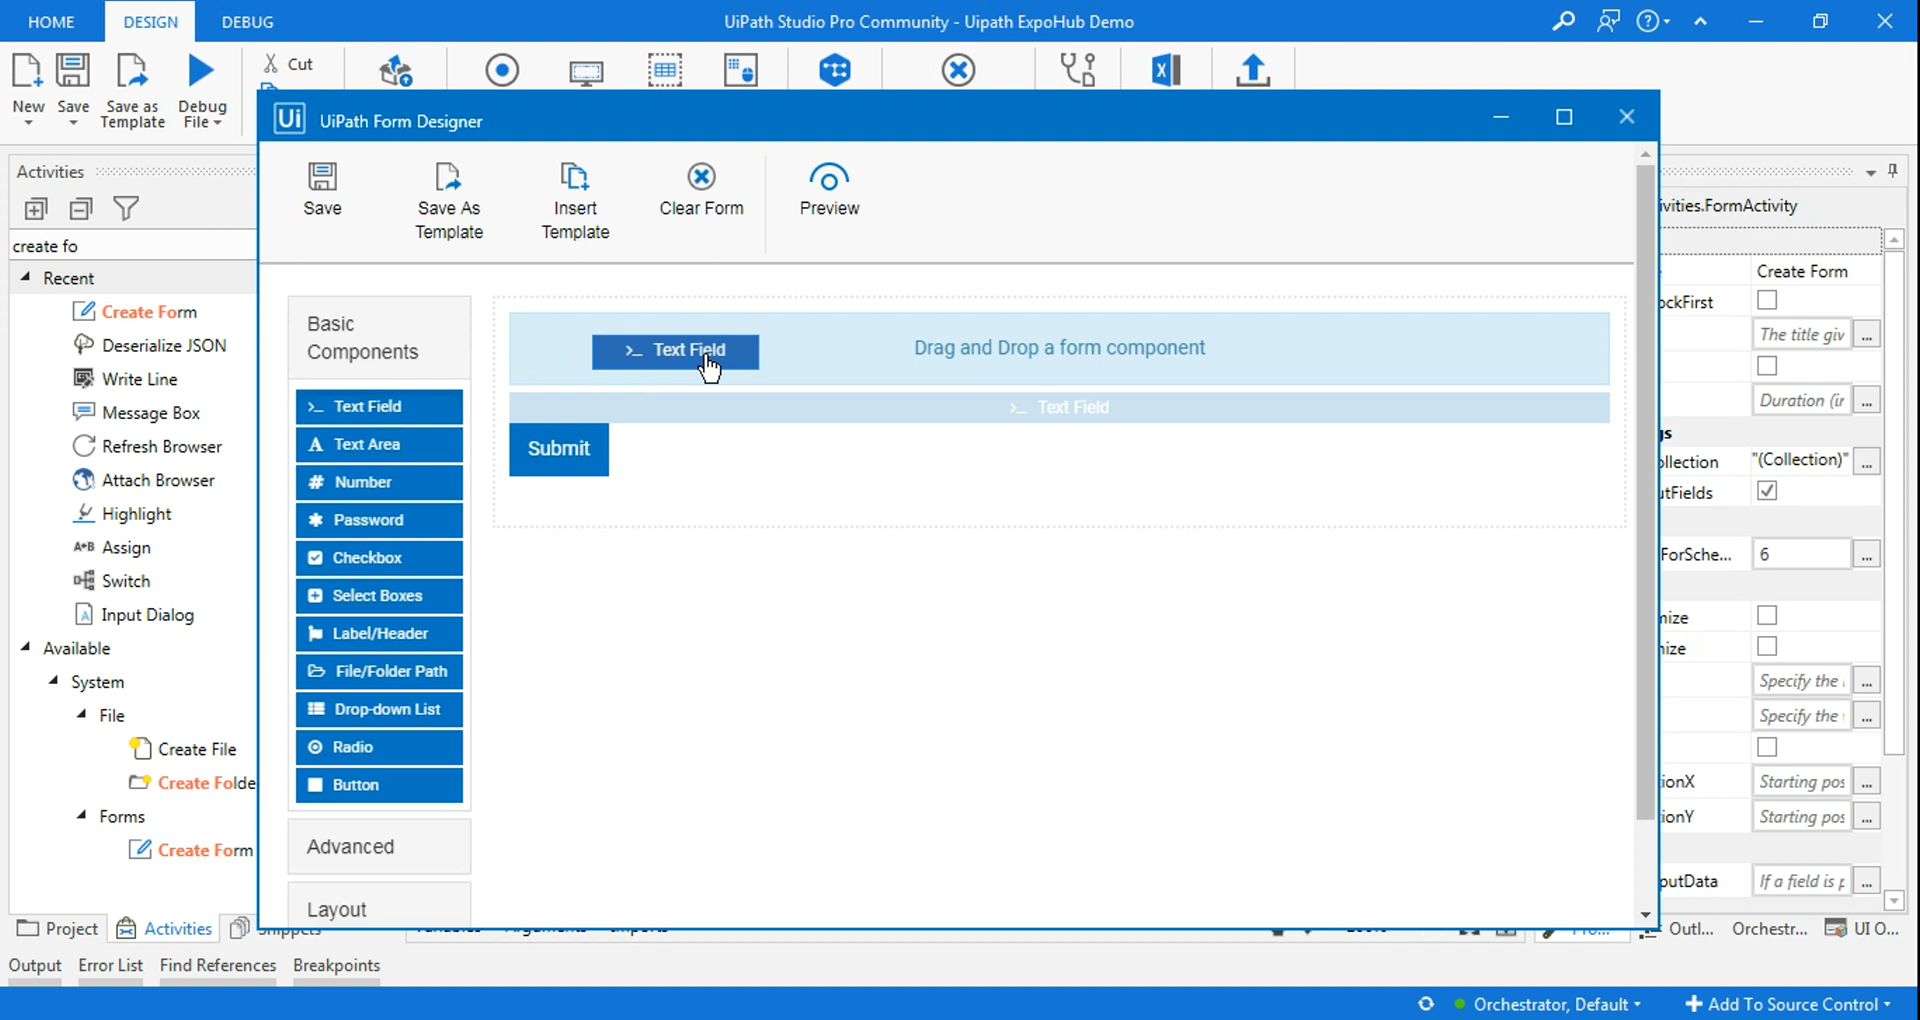 HOME DESIGN DEBUG UiPath Studio Pro Community - Uipath ExpoHub Demo
New Save Save as Template Debug File Cut
Ui UiPath Form Designer
Activities
Save Save As Template Insert Template Clear Form Preview
ivities.FormActivity
create fo
Recent
Create Form
Deserialize JSON
Write Line
Message Box
Refresh Browser
Attach Browser
Highlight
Assign
Switch
Input Dialog
Available
System
File
Create File
Create Folde
Forms
Create Form
Basic Components
>_ Text Field
A Text Area
# Number
Password
Checkbox
Select Boxes
Label/Header
File/Folder Path
Drop-down List
Radio
Button
Advanced
Layout
>_ Text Field
Drag and Drop a form component
>_ Text Field
Submit
Create Form
ockFirst
The title giv ...
Duration (ir ...
gs
ollection "(Collection)" ...
utFields
ForSche... 6 ...
nize
ize
Specify the ...
Specify the ...
ionX Starting pos ...
ionY Starting pos ...
putData If a field is p ...
Project Activities Outl... Orchestr... UI O...
Output Error List Find References Breakpoints
Orchestrator, Default Add To Source Control